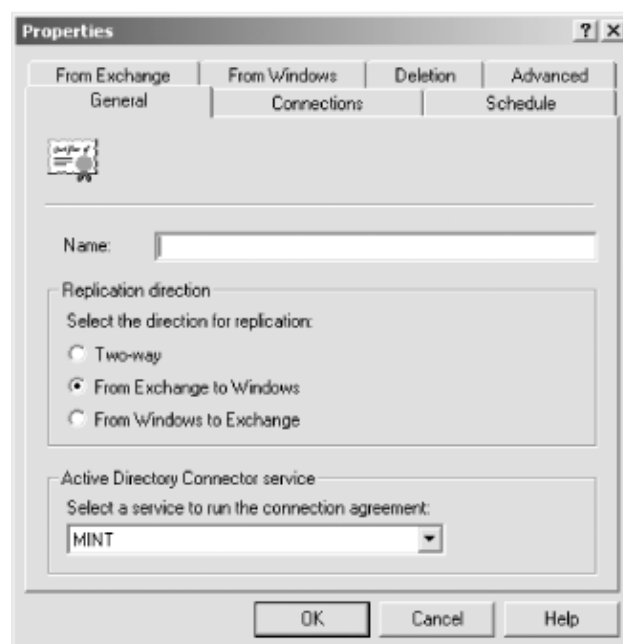 Properties
From Exchange From Windows Deletion Advanced
General Connections Schedule
Name:
Replication direction
Select the direction for replication:
Two-way
From Exchange to Windows
From Windows to Exchange
Active Directory Connector service
Select a service to run the connection agreement:
MINT
OK Cancel Help